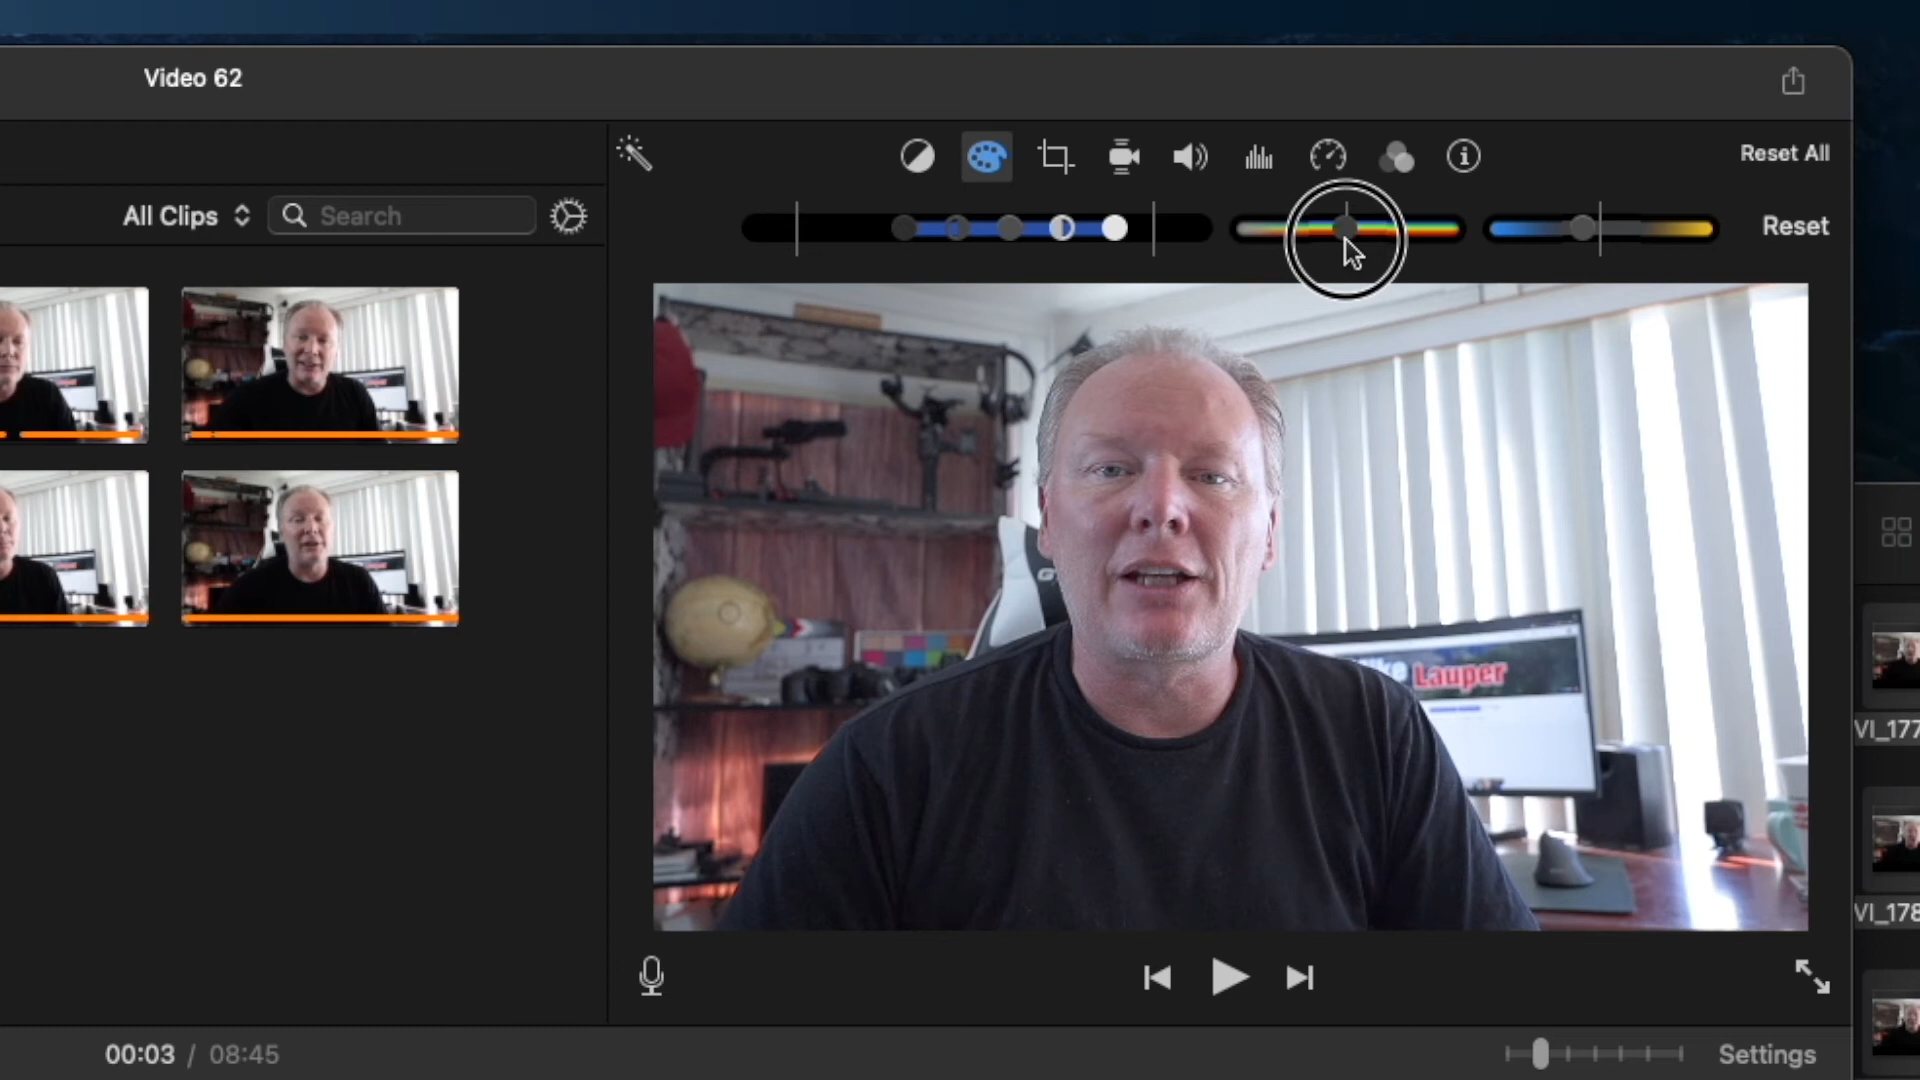 Video 62
Reset All
All Clips
Search
Reset
Lauper
VI_177
VI_178
00:03 / 08:45
Settings